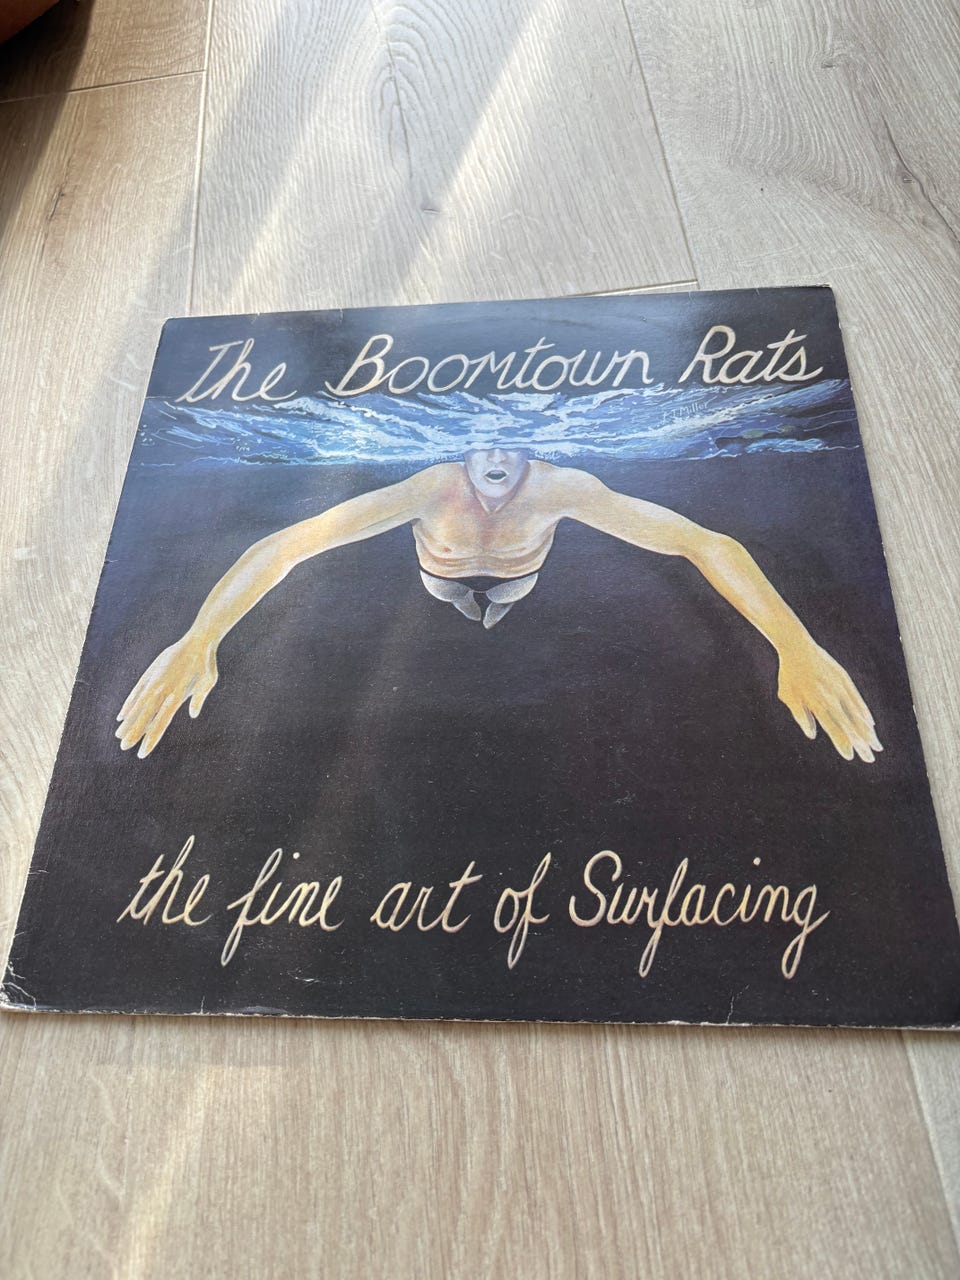 The Boomtown Rats
the fine art of Surfacing